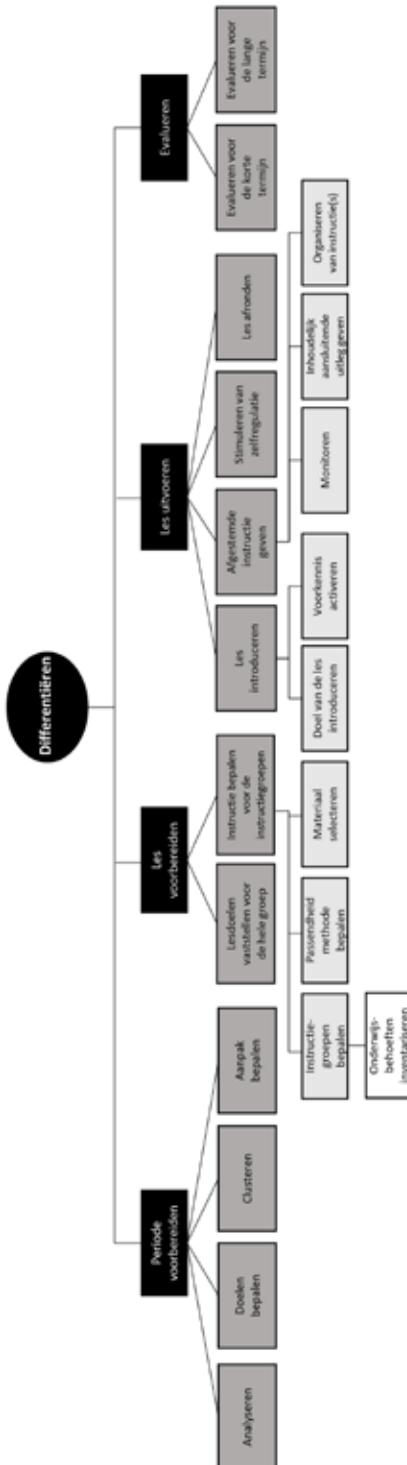 Differentiëren
Periode
voorbereiden
Les
voorbereiden
Les uitvoeren
Evalueren
Analyseren
Doelen
bepalen
Clusteren
Aanpak
bepalen
Lesdoelen
vaststellen voor
de hele groep
Instructie bepalen
voor de
instructiegroepen
Les
introduceren
Afgestemde
instructie
geven
Stimuleren van
zelfregulatie
Les afronden
Evalueren voor
de korte
termijn
Evalueren voor
de lange
termijn
Instructie-
groepen
bepalen
Passendheid
methode
bepalen
Materiaal
selecteren
Doel van de les
introduceren
Voorkennis
activeren
Monitoren
Inhoudelijk
aansluitende
uitleg geven
Organiseren
van instructie(s)
Onderwijs-
behoeften
inventariseren